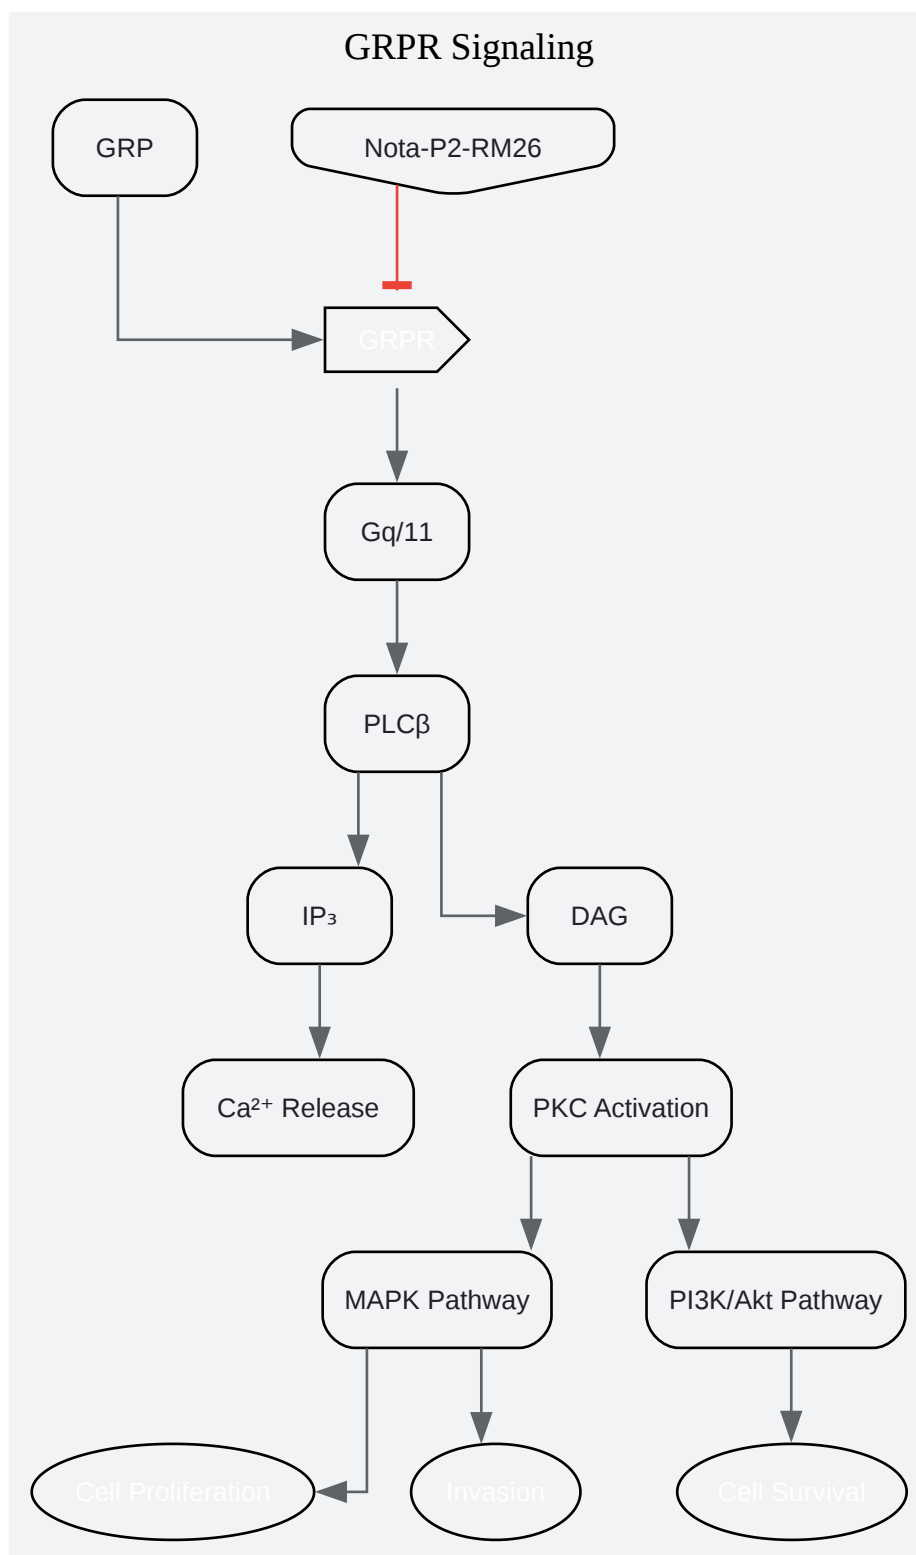 GRPR Signaling
GRP
Nota-P2-RM26
GRPR
Gq/11
PLCβ
IP₃
DAG
Ca²⁺ Release
PKC Activation
MAPK Pathway
PI3K/Akt Pathway
Cell Proliferation
Invasion
Cell Survival